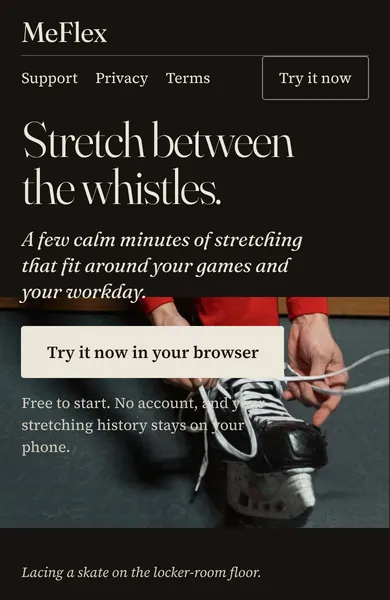 MeFlex
Support Privacy Terms Try it now
Stretch between
the whistles.
A few calm minutes of stretching
that fit around your games and
your workday.
Try it now in your browser
Free to start. No account, and your
stretching history stays on your
phone.
Lacing a skate on the locker-room floor.